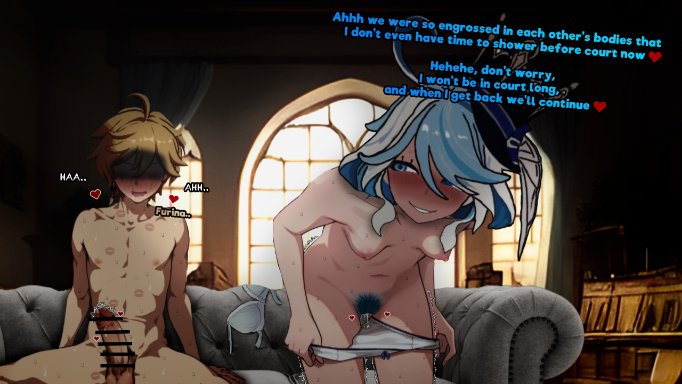 Ahhh we were so engrossed in each other's bodies that
I don't even have time to shower before court now
Hehehe, don't worry,
I won't be in court long,
and when I get back we'll continue
HAA..
AHH..
Furina..